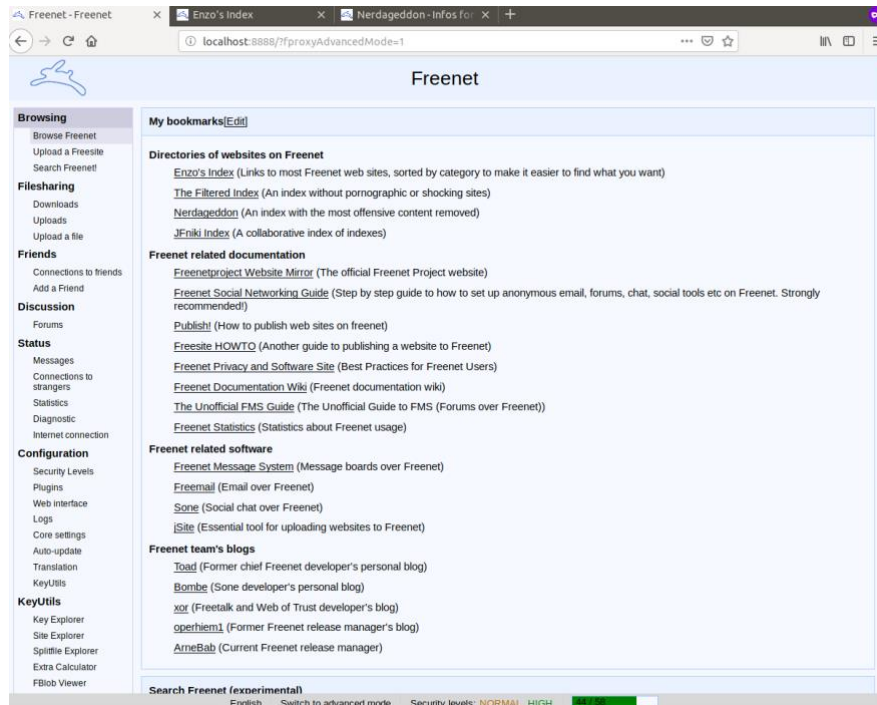 Freenet - Freenet
Enzo's Index
Nerdageddon - Infos for
localhost:8888/?fproxyAdvancedMode=1
Freenet
Browsing
Browse Freenet
Upload a Freesite
Search Freenet!
Filesharing
Downloads
Uploads
Upload a file
Friends
Connections to friends
Add a Friend
Discussion
Forums
Status
Messages
Connections to
strangers
Statistics
Diagnostic
Internet connection
Configuration
Security Levels
Plugins
Web interface
Logs
Core settings
Auto-update
Translation
KeyUtils
KeyUtils
Key Explorer
Site Explorer
Splitfile Explorer
Extra Calculator
FBlob Viewer
My bookmarks[Edit]
Directories of websites on Freenet
Enzo's Index (Links to most Freenet web sites, sorted by category to make it easier to find what you want)
The Filtered Index (An index without pornographic or shocking sites)
Nerdageddon (An index with the most offensive content removed)
JFniki Index (A collaborative index of indexes)
Freenet related documentation
Freenetproject Website Mirror (The official Freenet Project website)
Freenet Social Networking Guide (Step by step guide to how to set up anonymous email, forums, chat, social tools etc on Freenet. Strongly
recommended!)
Publish! (How to publish web sites on freenet)
Freesite HOWTO (Another guide to publishing a website to Freenet)
Freenet Privacy and Software Site (Best Practices for Freenet Users)
Freenet Documentation Wiki (Freenet documentation wiki)
The Unofficial FMS Guide (The Unofficial Guide to FMS (Forums over Freenet))
Freenet Statistics (Statistics about Freenet usage)
Freenet related software
Freenet Message System (Message boards over Freenet)
Freemail (Email over Freenet)
Sone (Social chat over Freenet)
jSite (Essential tool for uploading websites to Freenet)
Freenet team's blogs
Toad (Former chief Freenet developer's personal blog)
Bombe (Sone developer's personal blog)
xor (Freetalk and Web of Trust developer's blog)
operhiem1 (Former Freenet release manager's blog)
ArneBab (Current Freenet release manager)
Search Freenet (experimental)
English Switch to advanced mode Security levels: NORMAL HIGH 44 / 58